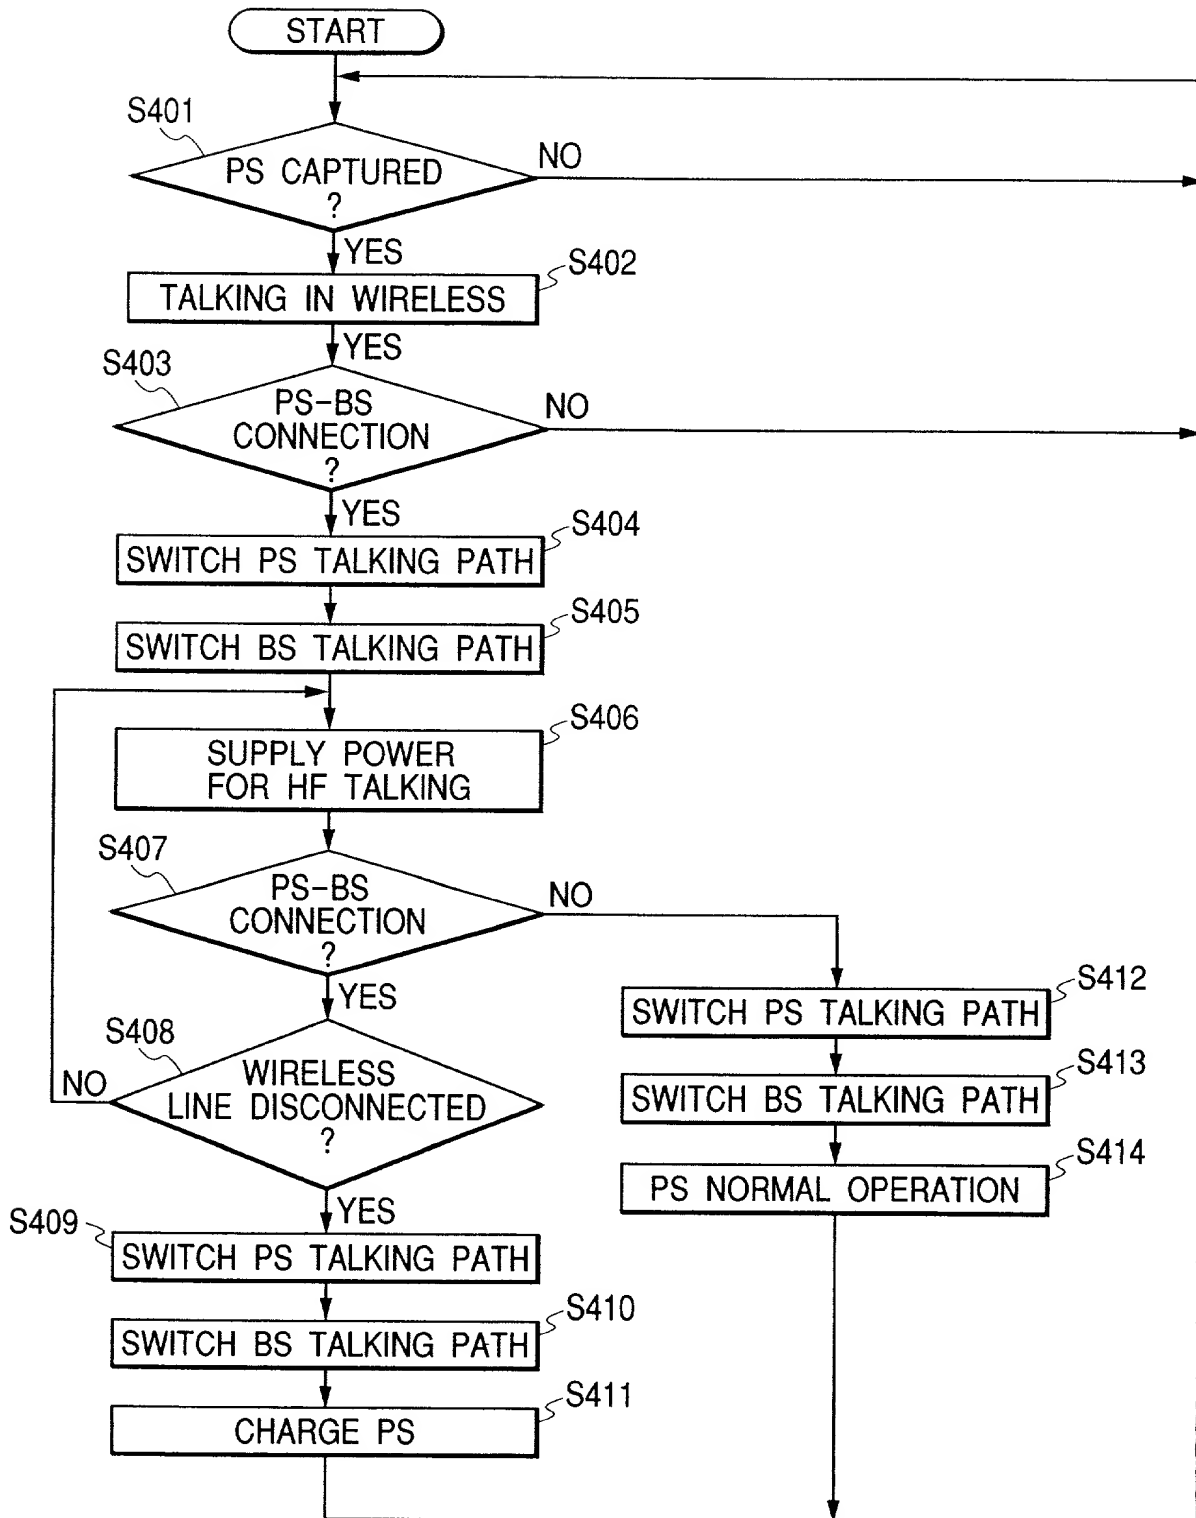 START
S401
PS CAPTURED
?
NO
YES
S402
TALKING IN WIRELESS
YES
S403
PS-BS
CONNECTION
?
NO
YES
S404
SWITCH PS TALKING PATH
S405
SWITCH BS TALKING PATH
S406
SUPPLY POWER
FOR HF TALKING
S407
PS-BS
CONNECTION
?
NO
YES
S408
WIRELESS
LINE DISCONNECTED
?
NO
YES
S409
SWITCH PS TALKING PATH
S410
SWITCH BS TALKING PATH
S411
CHARGE PS
S412
SWITCH PS TALKING PATH
S413
SWITCH BS TALKING PATH
S414
PS NORMAL OPERATION